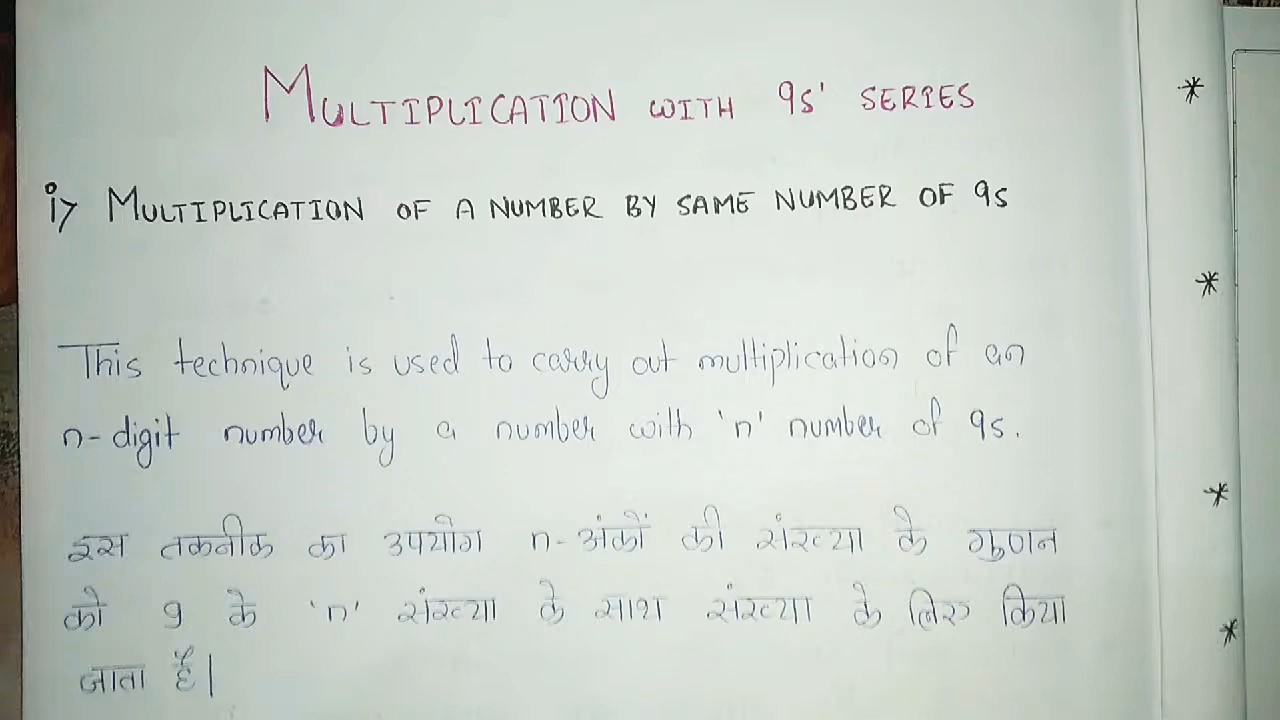 MULTIPLICATION WITH 9s' SERIES
i> MULTIPLICATION OF A NUMBER BY SAME NUMBER OF 9s
This technique is used to carry out multiplication of an
n-digit number by a number with 'n' number of 9s.
इस तकनीक का उपयोग n-अंकों की संख्या के गुणन
को 9 के 'n' संख्या के साथ संख्या के लिए किया
जाता है।
*
*
*
*